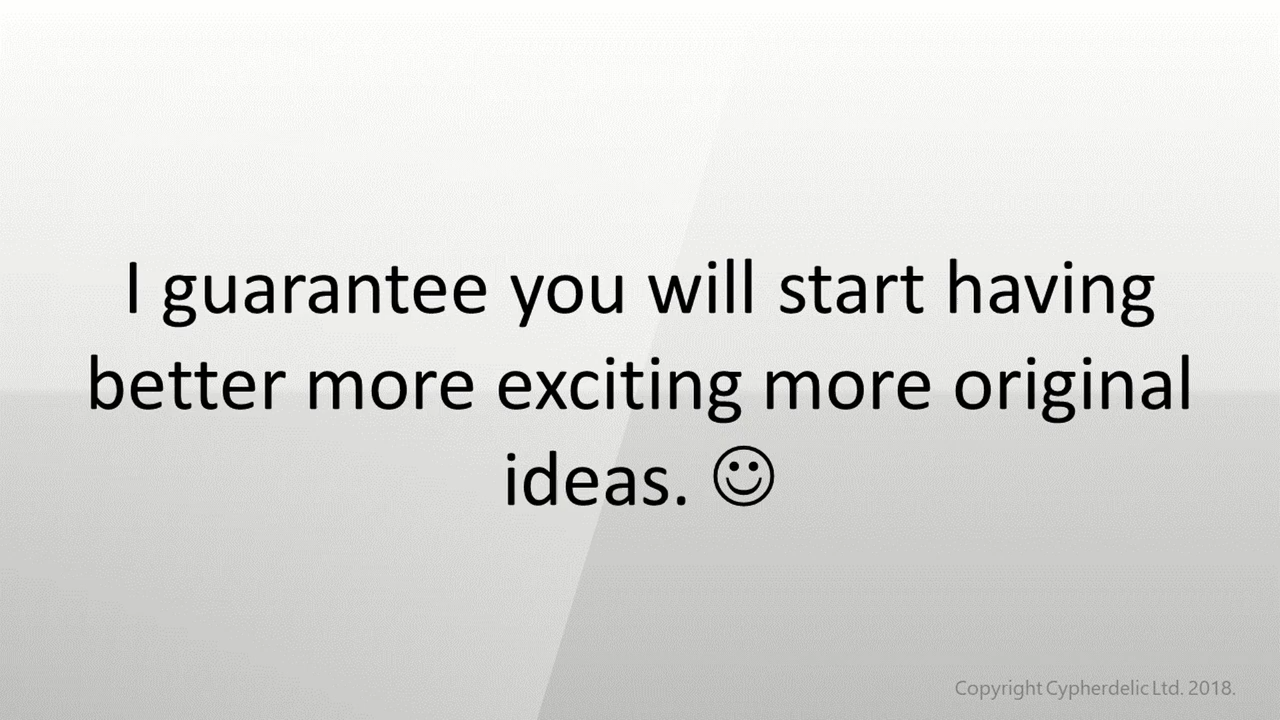 I guarantee you will start having
better more exciting more original
ideas. ☺
Copyright Cypherdelic Ltd. 2018.